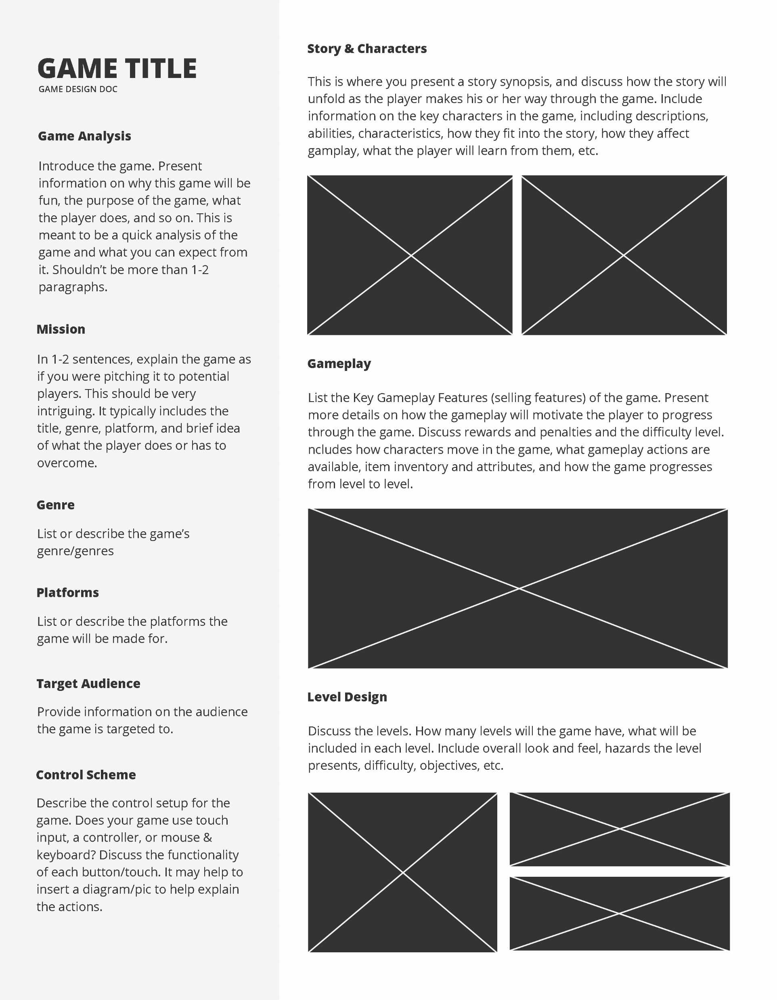 GAME TITLE
GAME DESIGN DOC
Game Analysis
Introduce the game. Present
information on why this game will be
fun, the purpose of the game, what
the player does, and so on. This is
meant to be a quick analysis of the
game and what you can expect from
it. Shouldn’t be more than 1-2
paragraphs.
Mission
In 1-2 sentences, explain the game as
if you were pitching it to potential
players. This should be very
intriguing. It typically includes the
title, genre, platform, and brief idea
of what the player does or has to
overcome.
Genre
List or describe the game’s
genre/genres
Platforms
List or describe the platforms the
game will be made for.
Target Audience
Provide information on the audience
the game is targeted to.
Control Scheme
Describe the control setup for the
game. Does your game use touch
input, a controller, or mouse &
keyboard? Discuss the functionality
of each button/touch. It may help to
insert a diagram/pic to help explain
the actions.
Story & Characters
This is where you present a story synopsis, and discuss how the story will
unfold as the player makes his or her way through the game. Include
information on the key characters in the game, including descriptions,
abilities, characteristics, how they fit into the story, how they affect
gamplay, what the player will learn from them, etc.
Gameplay
List the Key Gameplay Features (selling features) of the game. Present
more details on how the gameplay will motivate the player to progress
through the game. Discuss rewards and penalties and the difficulty level.
ncludes how characters move in the game, what gameplay actions are
available, item inventory and attributes, and how the game progresses
from level to level.
Level Design
Discuss the levels. How many levels will the game have, what will be
included in each level. Include overall look and feel, hazards the level
presents, difficulty, objectives, etc.